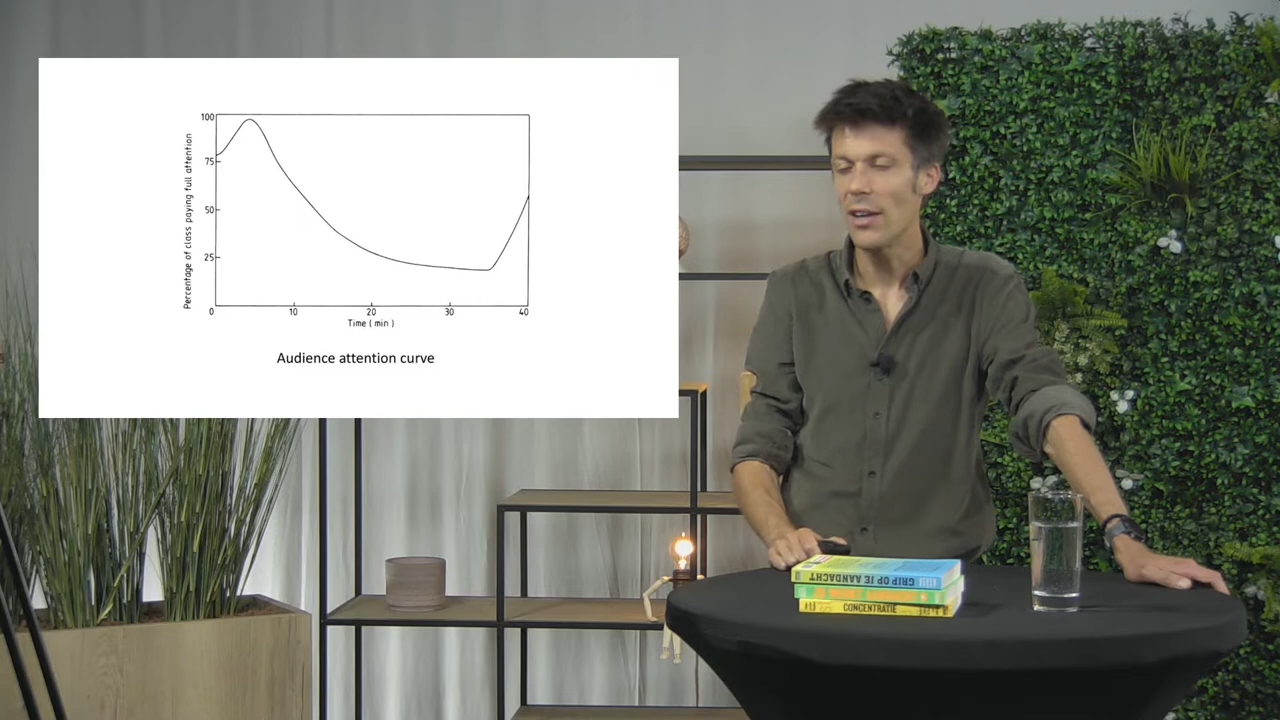 100
75
50
25
Percentage of class paying full attention
0
10
20
30
40
Time ( min )
Audience attention curve
GRIP OP JE AANDACHT
CONCENTRATIE